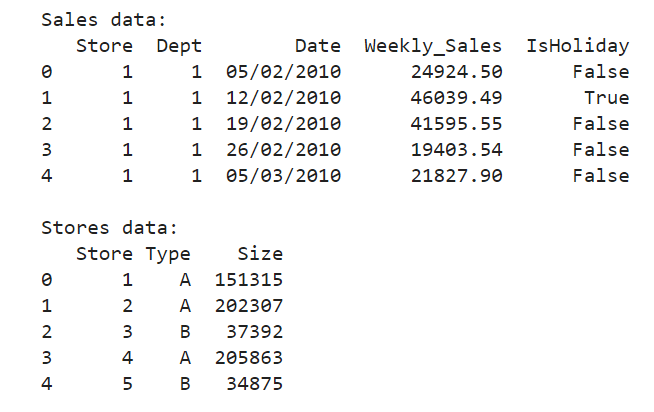 Sales data:
Store Dept Date Weekly_Sales IsHoliday
0 1 1 05/02/2010 24924.50 False
1 1 1 12/02/2010 46039.49 True
2 1 1 19/02/2010 41595.55 False
3 1 1 26/02/2010 19403.54 False
4 1 1 05/03/2010 21827.90 False
Stores data:
Store Type Size
0 1 A 151315
1 2 A 202307
2 3 B 37392
3 4 A 205863
4 5 B 34875